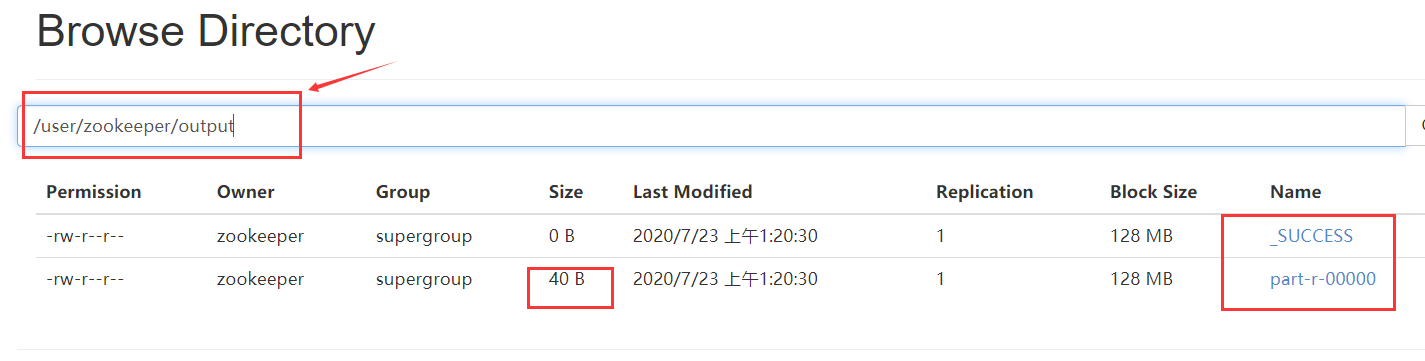 Browse Directory
/user/zookeeper/output
Permission Owner Group Size Last Modified Replication Block Size Name
-rw-r--r-- zookeeper supergroup 0 B 2020/7/23 上午1:20:30 1 128 MB _SUCCESS
-rw-r--r-- zookeeper supergroup 40 B 2020/7/23 上午1:20:30 1 128 MB part-r-00000